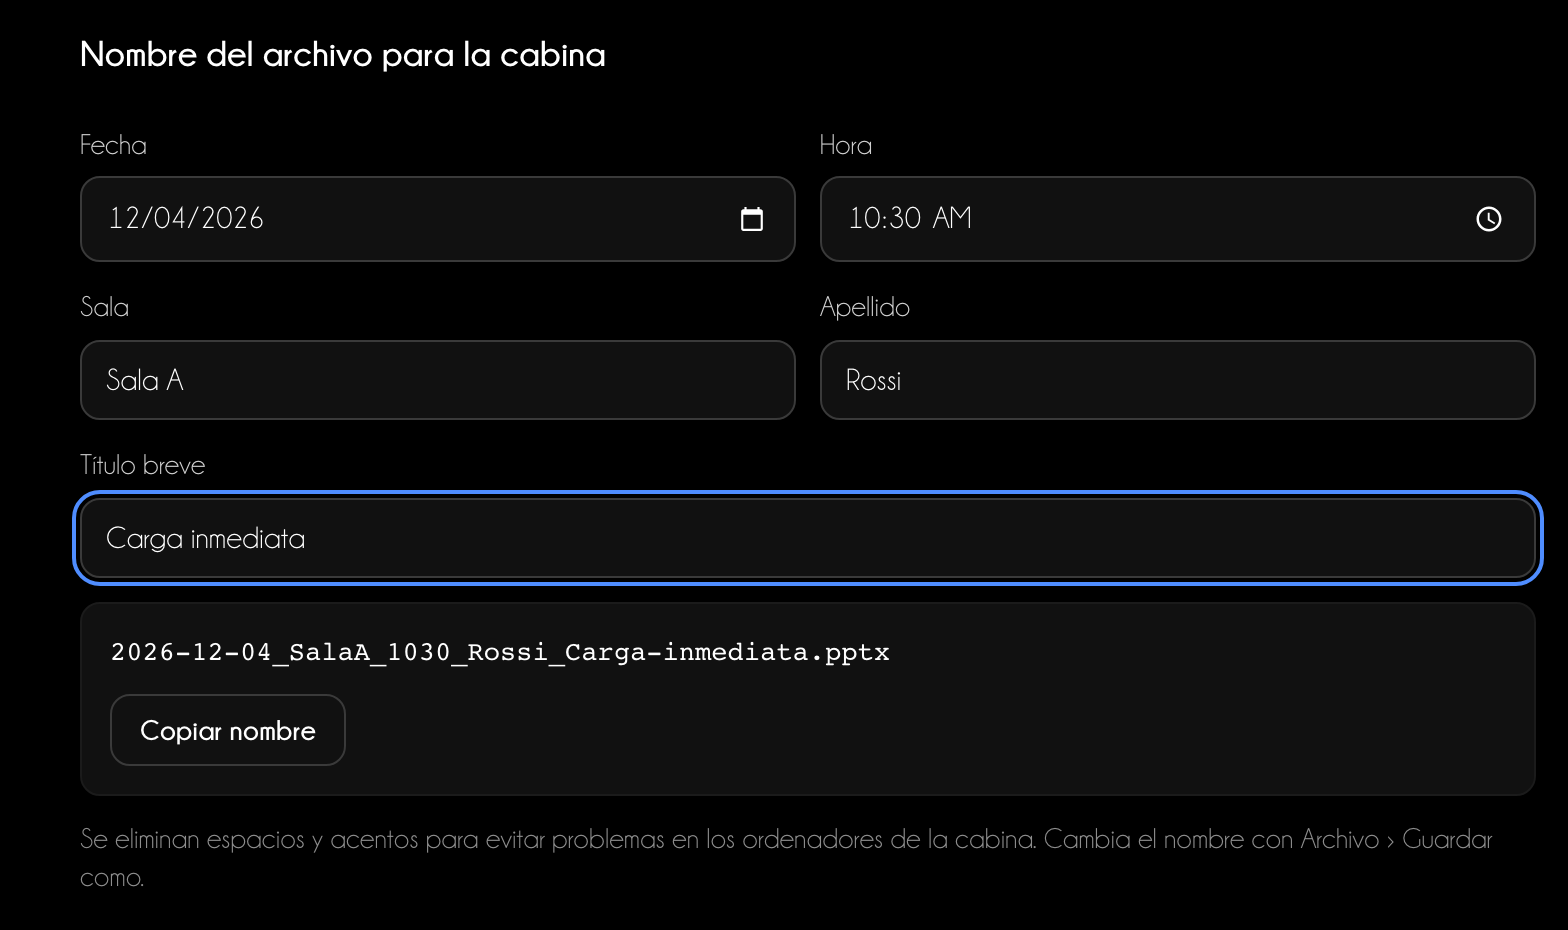 Nombre del archivo para la cabina
Fecha
Hora
12/04/2026
10:30 AM
Sala
Apellido
Sala A
Rossi
Título breve
Carga inmediata
2026-12-04_SalaA_1030_Rossi_Carga-inmediata.pptx
Copiar nombre
Se eliminan espacios y acentos para evitar problemas en los ordenadores de la cabina. Cambia el nombre con Archivo › Guardar
como.